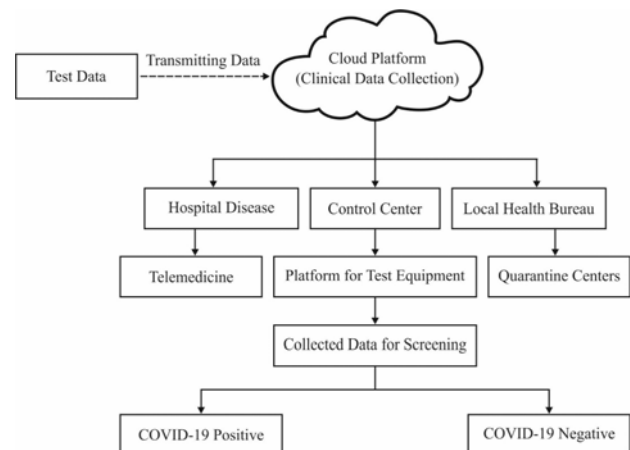 Test Data
Transmitting Data
Cloud Platform
(Clinical Data Collection)
Hospital Disease
Control Center
Local Health Bureau
Telemedicine
Platform for Test Equipment
Quarantine Centers
Collected Data for Screening
COVID-19 Positive
COVID-19 Negative